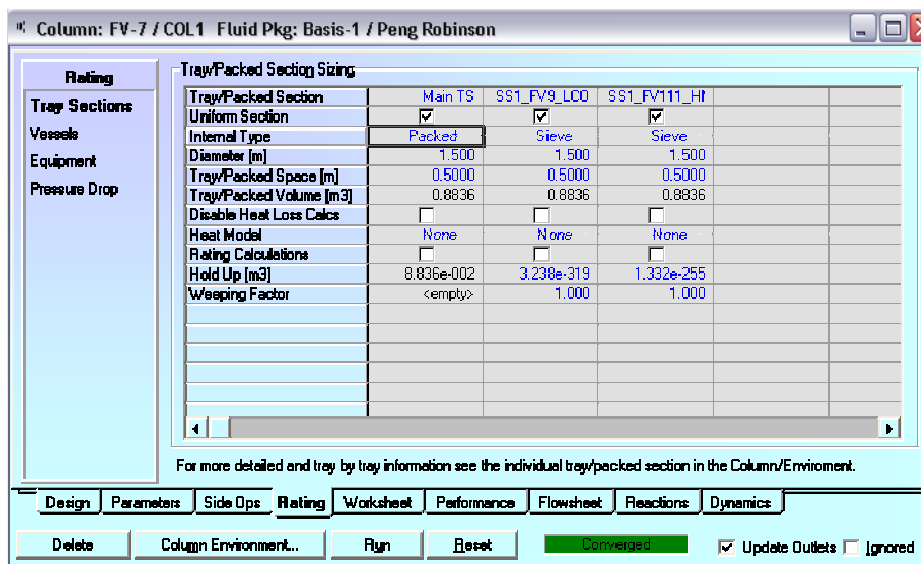 Column: FV-7 / COL1 Fluid Pkg: Basis-1 / Peng Robinson
Rating
Tray Sections
Vessels
Equipment
Pressure Drop
Tray/Packed Section Sizing
Tray/Packed Section Main TS SS1_FV9_LCO SS1_FV111_HN
Uniform Section
Internal Type Packed Sieve Sieve
Diameter [m] 1.500 1.500 1.500
Tray/Packed Space [m] 0.5000 0.5000 0.5000
Tray/Packed Volume [m3] 0.8836 0.8836 0.8836
Disable Heat Loss Calcs
Heat Model None None None
Rating Calculations
Hold Up [m3] 8.836e-002 3.238e-319 1.332e-255
Weeping Factor <empty> 1.000 1.000
For more detailed and tray by tray information see the individual tray/packed section in the Column/Enviroment.
Design Parameters Side Ops Rating Worksheet Performance Flowsheet Reactions Dynamics
Delete Column Environment... Run Reset Converged Update Outlets Ignored